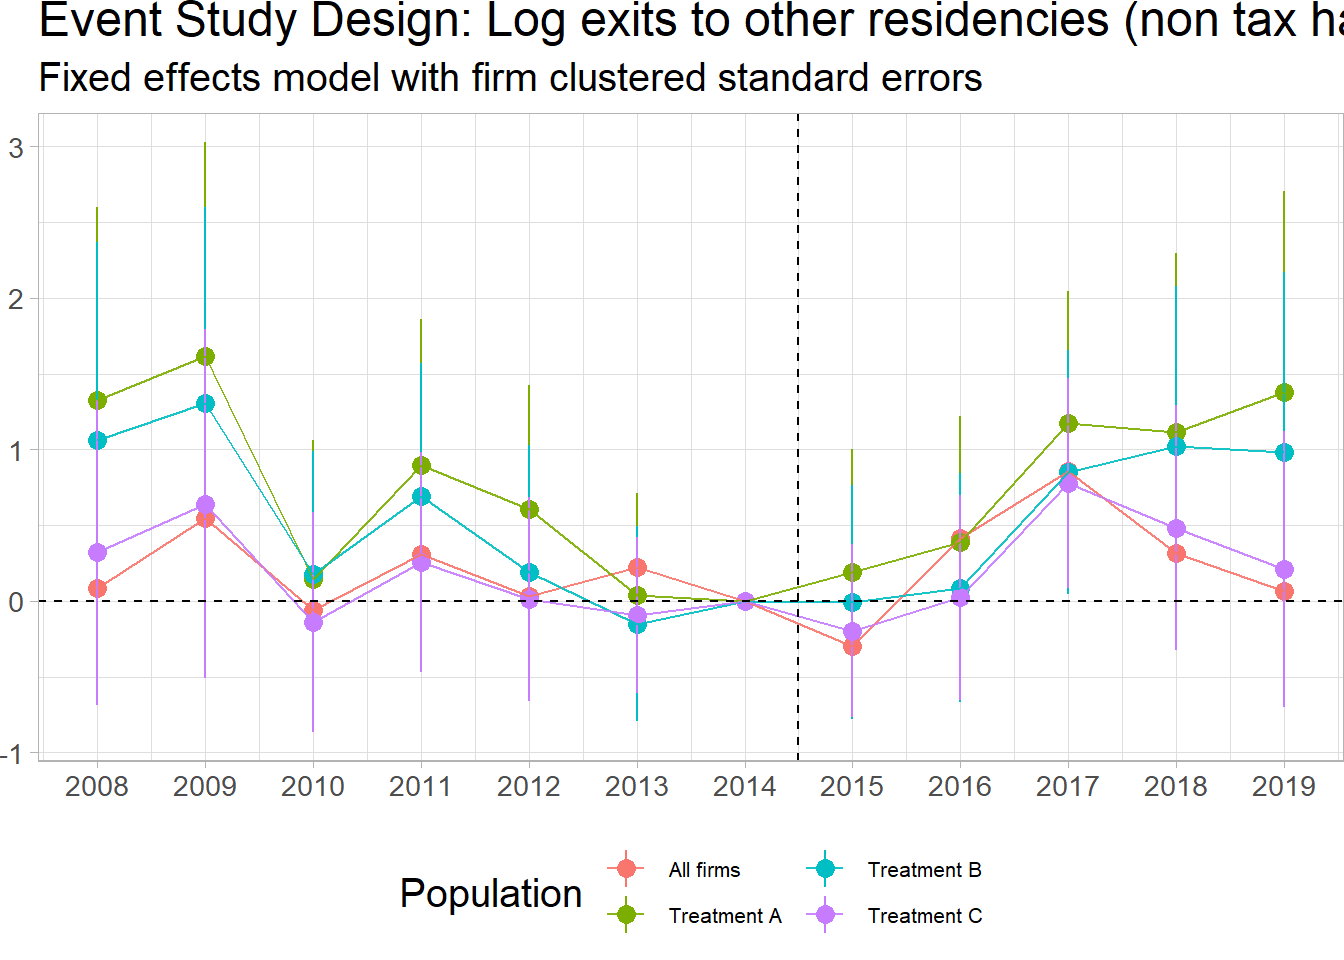 Event Study Design: Log exits to other residencies (non tax ha
Fixed effects model with firm clustered standard errors
3
2
1
0
-1
2008 2009 2010 2011 2012 2013 2014 2015 2016 2017 2018 2019
Population
All firms
Treatment A
Treatment B
Treatment C